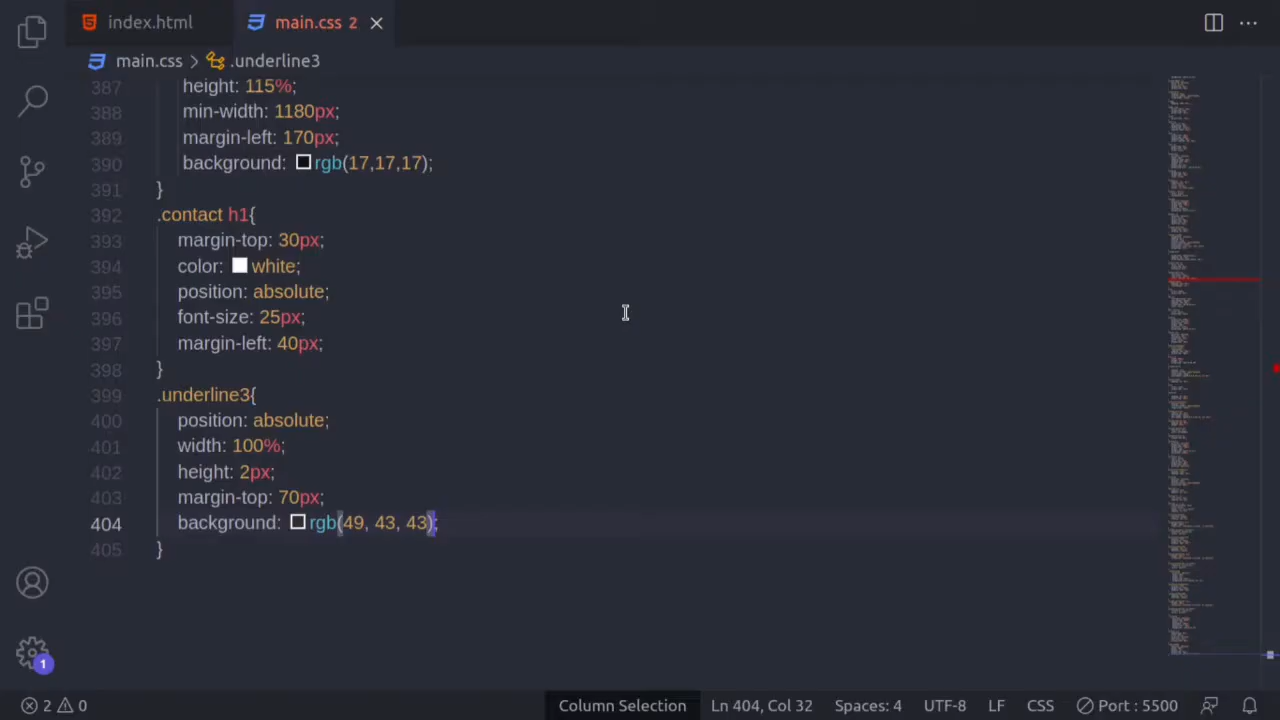 index.html
main.css 2
main.css > .underline3
387 height: 115%;
388 min-width: 1180px;
389 margin-left: 170px;
390 background: rgb(17,17,17);
391 }
392 .contact h1{
393 margin-top: 30px;
394 color: white;
395 position: absolute;
396 font-size: 25px;
397 margin-left: 40px;
398 }
399 .underline3{
400 position: absolute;
401 width: 100%;
402 height: 2px;
403 margin-top: 70px;
404 background: rgb(49, 43, 43);
405 }
1
2 0 Column Selection Ln 404, Col 32 Spaces: 4 UTF-8 LF CSS Port : 5500